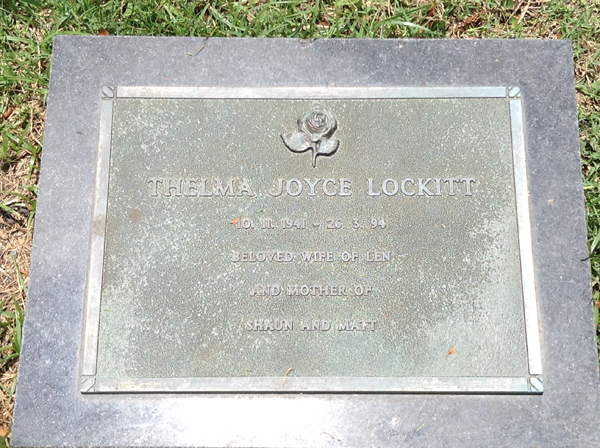 THELMA JOYCE LOCKITT
10. 11. 1941 - 26. 3. 94
BELOVED WIFE OF LEN
AND MOTHER OF
SHAUN AND MATT